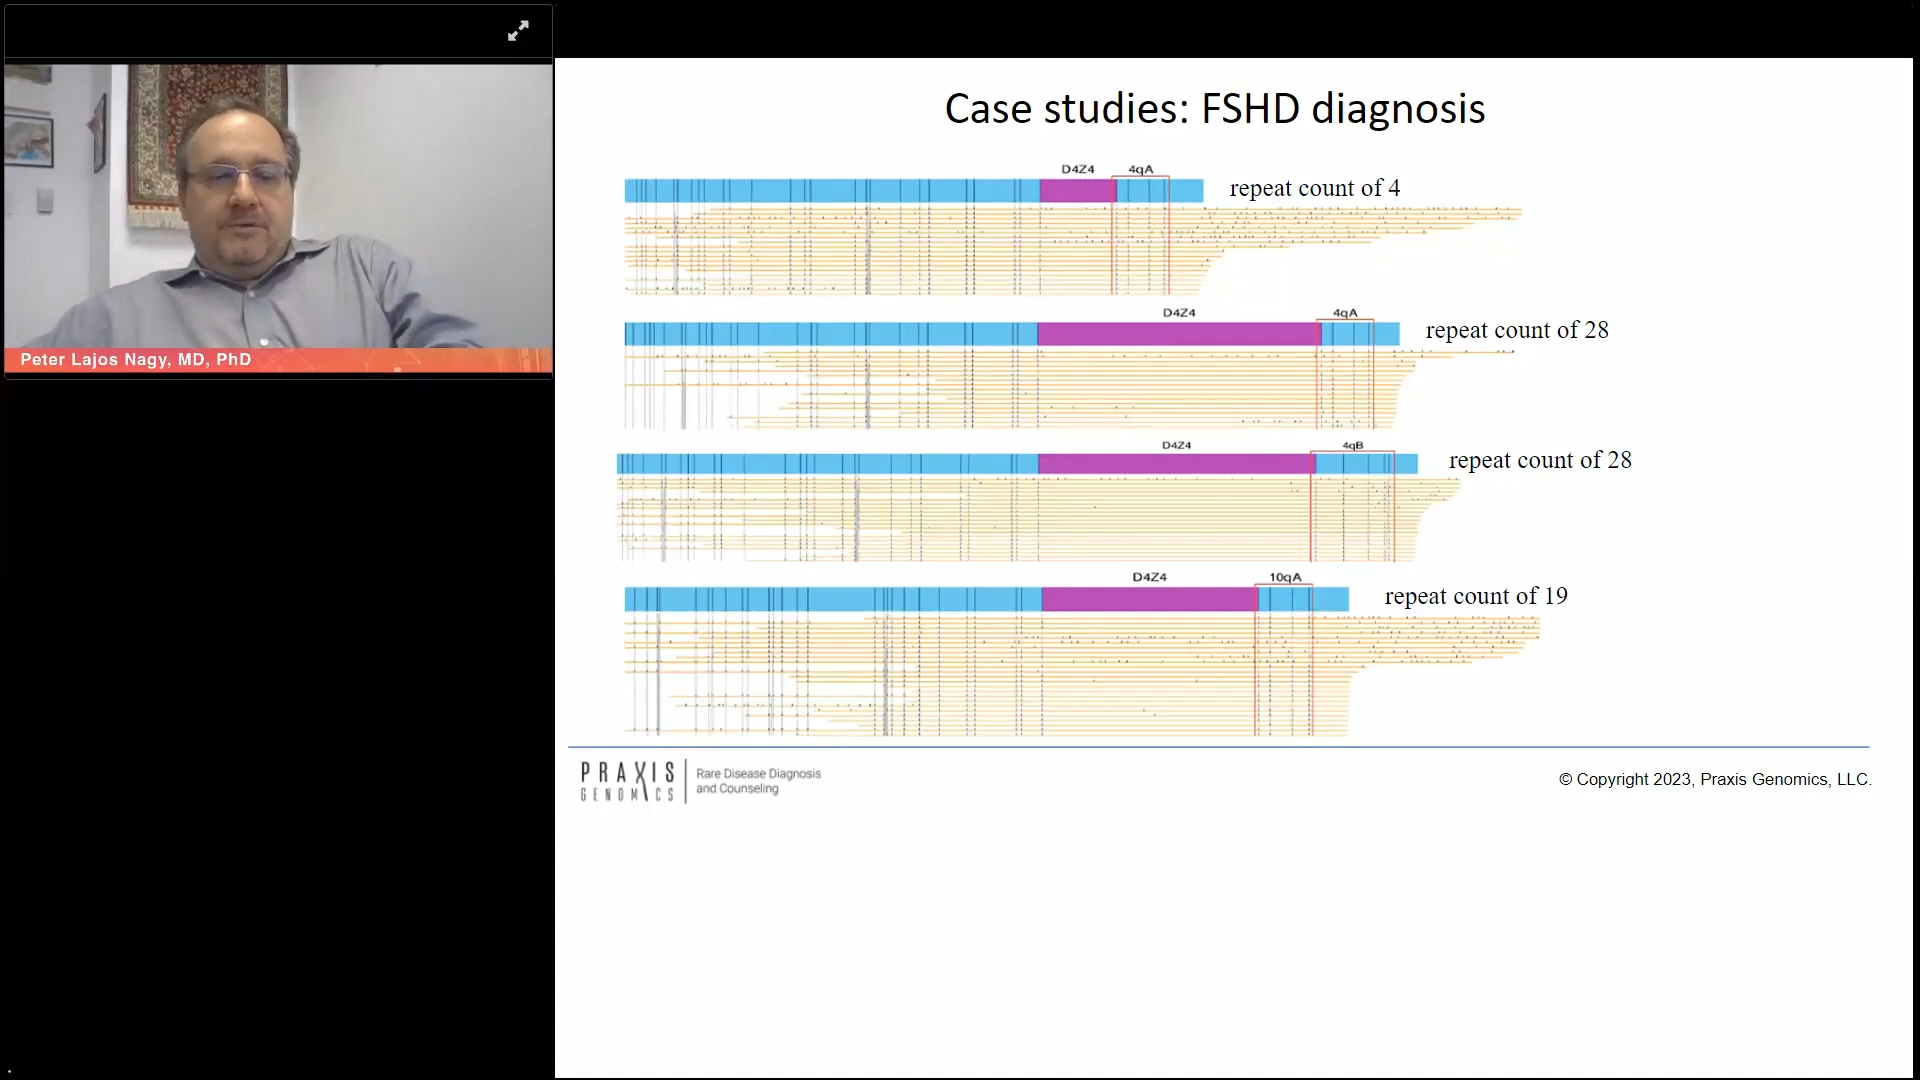 Peter Lajos Nagy, MD, PhD
Case studies: FSHD diagnosis
D4Z4
4qA
repeat count of 4
D4Z4
4qA
repeat count of 28
D4Z4
4qB
repeat count of 28
D4Z4
10qA
repeat count of 19
PRAXIS
GENOMICS
Rare Disease Diagnosis
and Counseling
© Copyright 2023, Praxis Genomics, LLC.